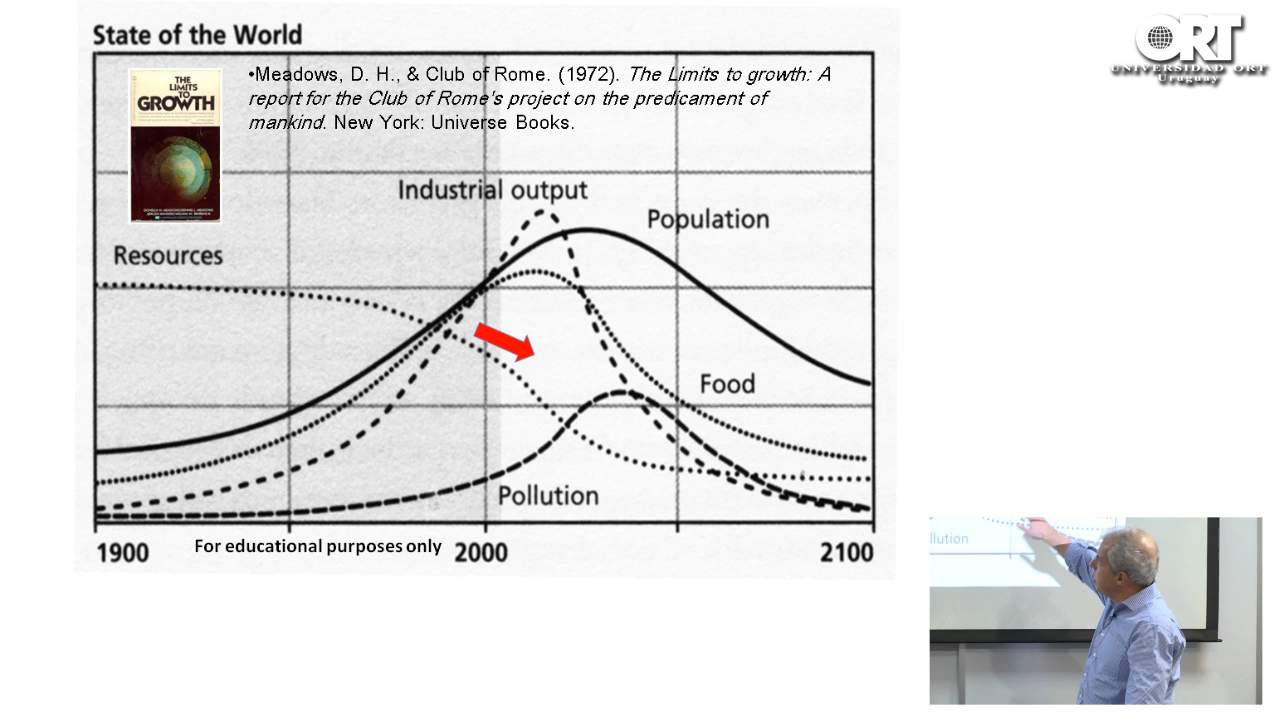 State of the World
ORT
UNIVERSIDAD ORT
Uruguay
THE
LIMITS
TO
GROWTH
•Meadows, D. H., & Club of Rome. (1972). The Limits to growth: A
report for the Club of Rome's project on the predicament of
mankind. New York: Universe Books.
Industrial output
Population
Resources
Food
Pollution
1900
For educational purposes only
2000
2100
llution